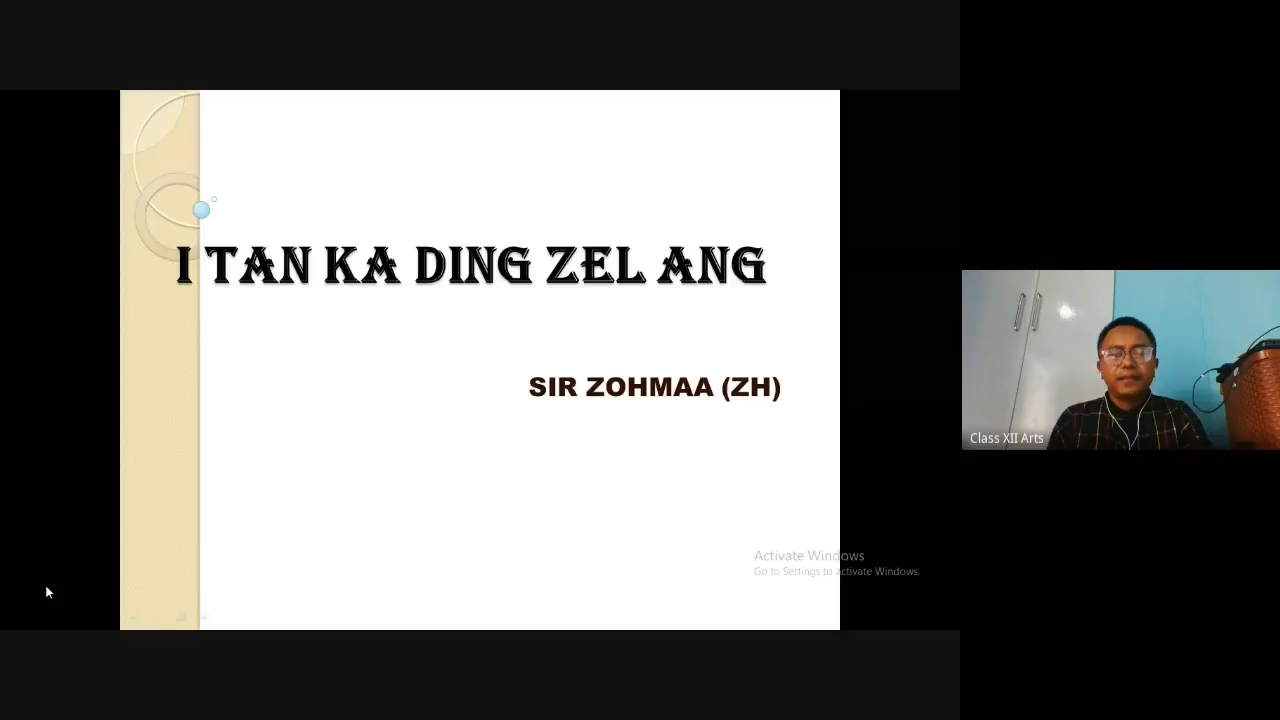 I TAN KA DING ZEL ANG
SIR ZOHMAA (ZH)
Activate Windows
Go to Settings to activate Windows.
Class XII Arts